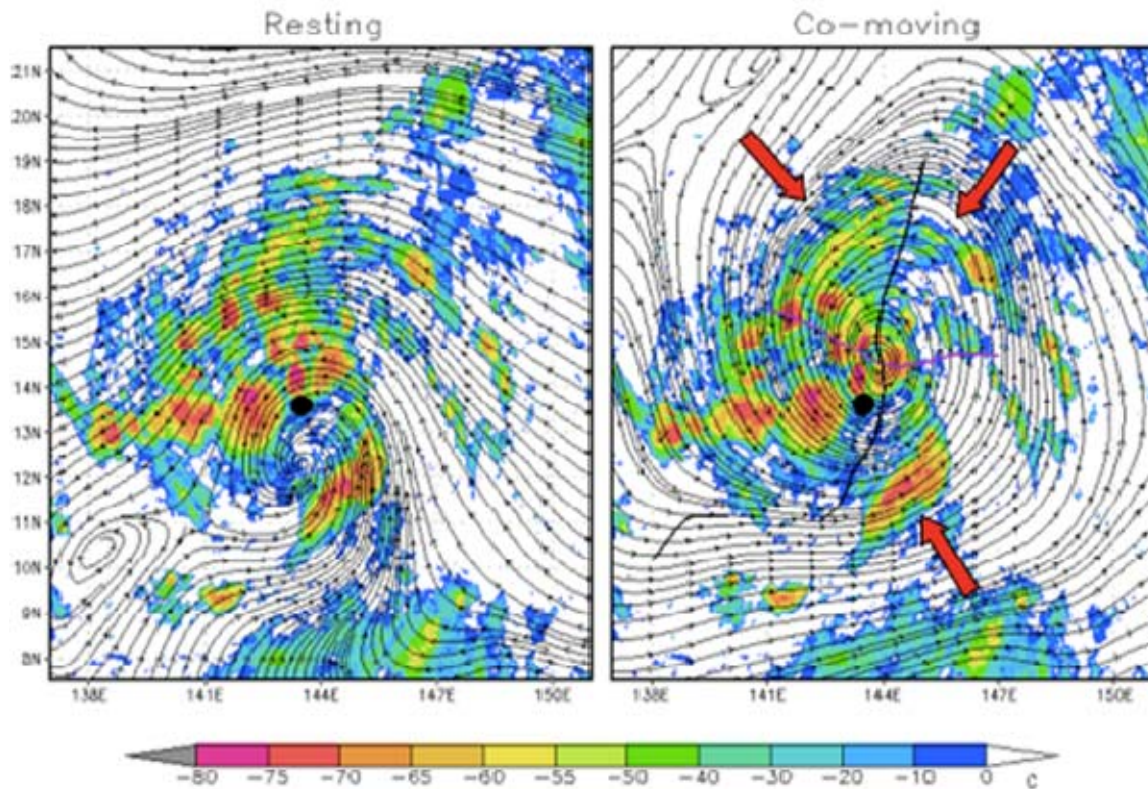 Resting Co-moving
21N
20N
19N
18N
17N
16N
15N
14N
13N
12N
11N
10N
9N
8N
138E 141E 144E 147E 150E 138E 141E 144E 147E 150E
-80 -75 -70 -65 -60 -55 -50 -40 -30 -20 -10 0 C